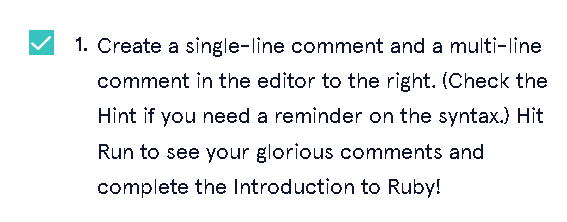 1. Create a single-line comment and a multi-line
comment in the editor to the right. (Check the
Hint if you need a reminder on the syntax.) Hit
Run to see your glorious comments and
complete the Introduction to Ruby!